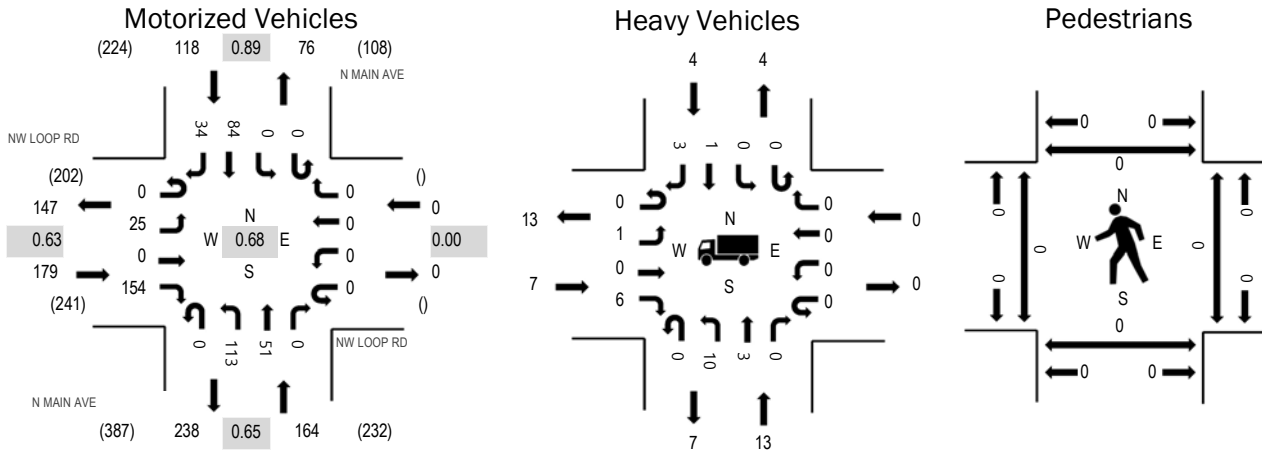 Motorized Vehicles
(224) 118 0.89 76 (108)
N MAIN AVE
NW LOOP RD
34 84 0 0
(202)
147
0.63
179
(241)
0
25
0
154
N
W 0.68 E
S
0
0
0
0
()
0
0.00
0
()
0 113 51 0
NW LOOP RD
N MAIN AVE
(387) 238 0.65 164 (232)
Heavy Vehicles
4 4
3 1 0 0
13
7
0
1
0
6
N
W E
S
0
0
0
0
0
0
0 10 3 0
7 13
Pedestrians
0 0
0
0 0 0
N
W E
S
0 0 0
0
0 0